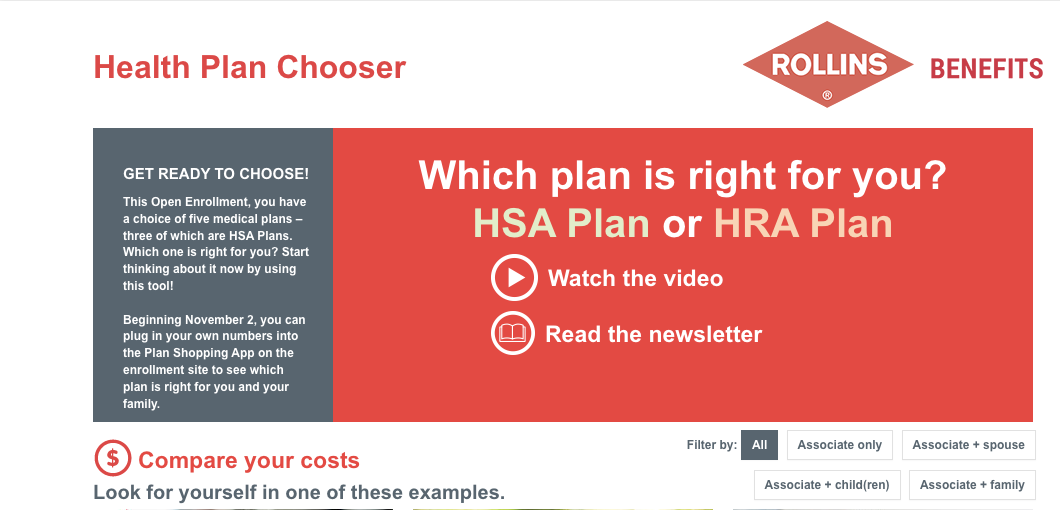 Health Plan Chooser
ROLLINS
®
BENEFITS
GET READY TO CHOOSE!
This Open Enrollment, you have
a choice of five medical plans –
three of which are HSA Plans.
Which one is right for you? Start
thinking about it now by using
this tool!
Beginning November 2, you can
plug in your own numbers into
the Plan Shopping App on the
enrollment site to see which
plan is right for you and your
family.
Which plan is right for you?
HSA Plan or HRA Plan
Watch the video
Read the newsletter
$ Compare your costs
Look for yourself in one of these examples.
Filter by: All Associate only Associate + spouse
Associate + child(ren) Associate + family